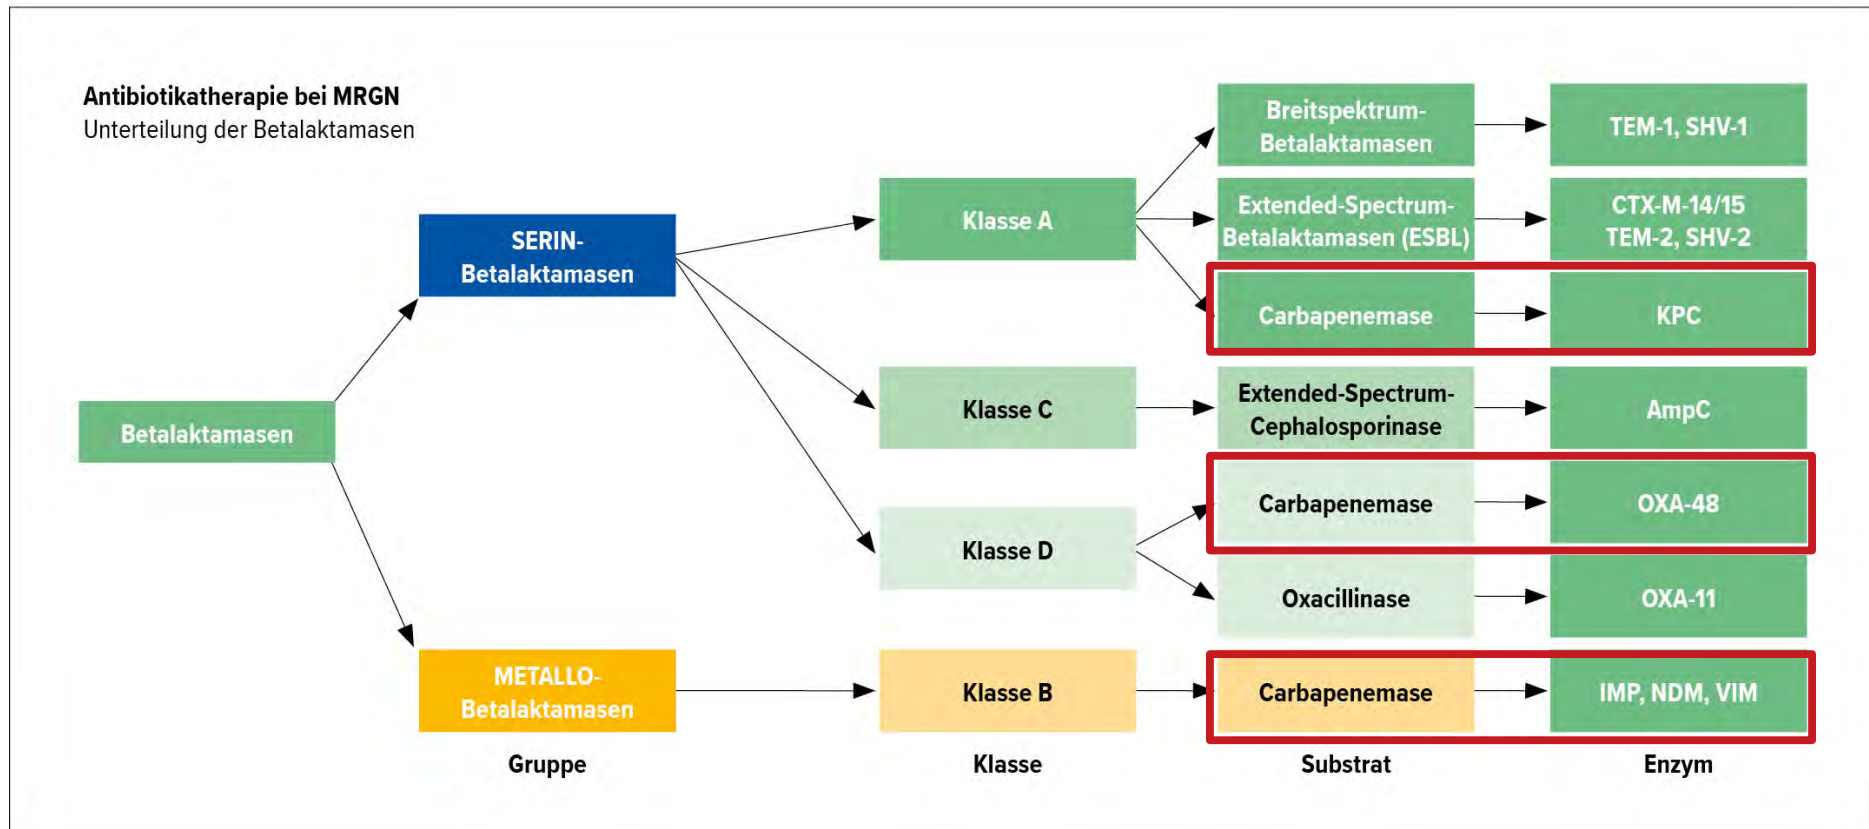 Antibiotikatherapie bei MRGN
Unterteilung der Betalaktamasen
Betalaktamasen
SERIN-
Betalaktamasen
METALLO-
Betalaktamasen
Gruppe
Klasse A
Klasse C
Klasse D
Klasse B
Klasse
Breitspektrum-
Betalaktamasen
Extended-Spectrum-
Betalaktamasen (ESBL)
Carbapenemase
Extended-Spectrum-
Cephalosporinase
Carbapenemase
Oxacillinase
Carbapenemase
Substrat
TEM-1, SHV-1
CTX-M-14/15
TEM-2, SHV-2
KPC
AmpC
OXA-48
OXA-11
IMP, NDM, VIM
Enzym